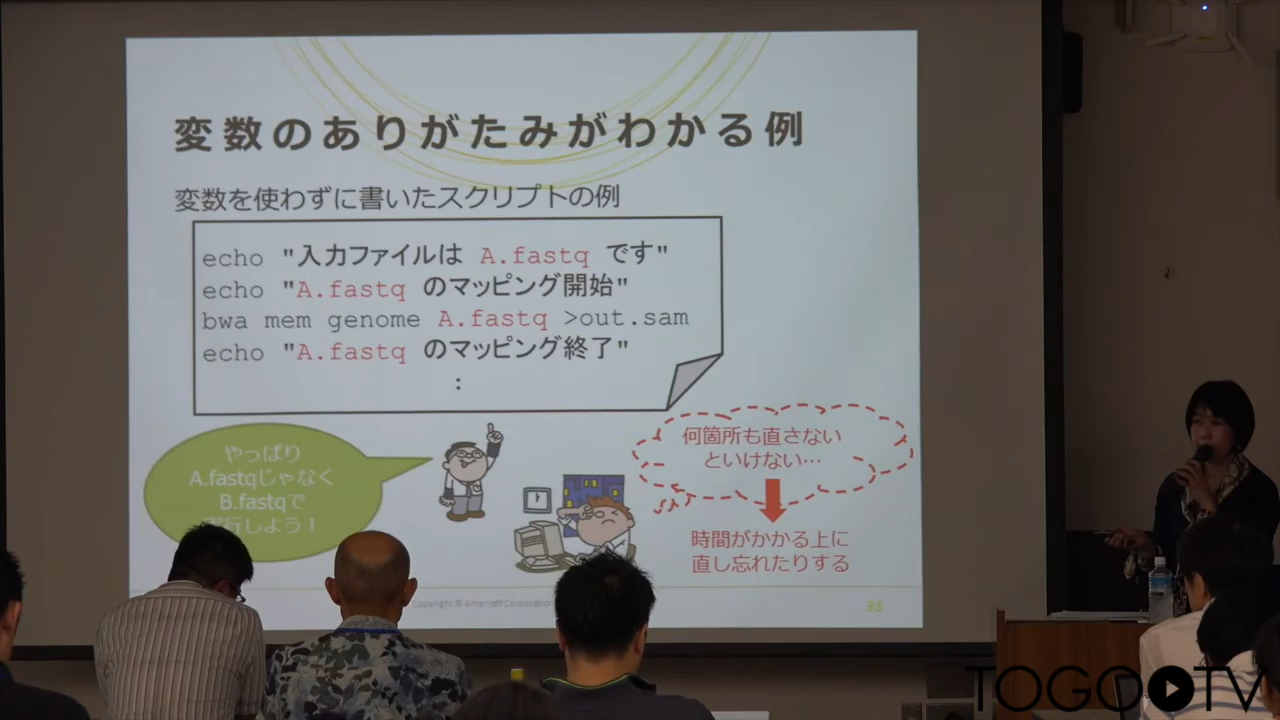 変数のありがたみがわかる例
変数を使わずに書いたスクリプトの例
echo "入力ファイルは A.fastq です"
echo "A.fastq のマッピング開始"
bwa mem genome A.fastq >out.sam
echo "A.fastq のマッピング終了"
:
やっぱり
A.fastqじゃなく
B.fastqで
実行しよう！
何箇所も直さない
といけない…
時間がかかる上に
直し忘れたりする
Copyright © Amelieff Corporation
33
TOGO TV